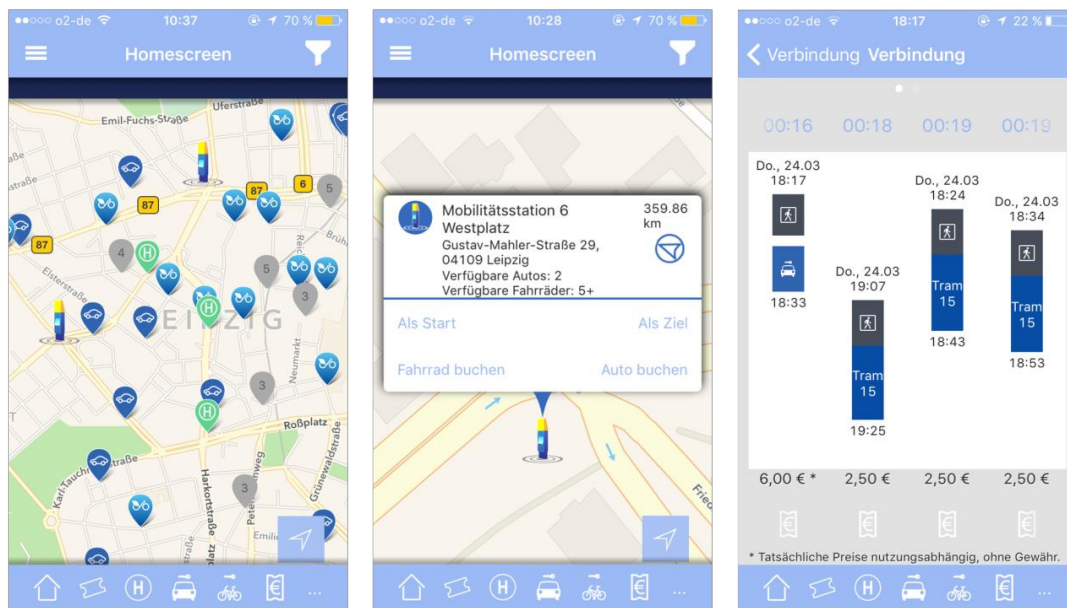 o2-de 10:37 70 %
Homescreen
Uferstraße
Emil-Fuchs-Straße
87
6
5
87
87
4
H
5
Elsterstraße
3
H
LEIPZIG
Neumarkt
3
H
Roßplatz
Karl-Tauchnitz-Straße
Harkortstraße
3
Grünewaldstraße
H
€
...
o2-de 10:28 70 %
Homescreen
Mobilitätsstation 6
Westplatz
359.86
km
Gustav-Mahler-Straße 29,
04109 Leipzig
Verfügbare Autos: 2
Verfügbare Fahrräder: 5+
Als Start Als Ziel
Fahrrad buchen Auto buchen
Fried
H
€
...
o2-de 18:17 22 %
Verbindung Verbindung
00:16 00:18 00:19 00:19
Do., 24.03
18:17
18:33
Do., 24.03
19:07
Tram
15
19:25
Do., 24.03
18:24
Tram
15
18:43
Do., 24.03
18:34
Tram
15
18:53
6,00 € * 2,50 € 2,50 € 2,50 €
€ € € €
* Tatsächliche Preise nutzungsabhängig, ohne Gewähr.
H
€
...